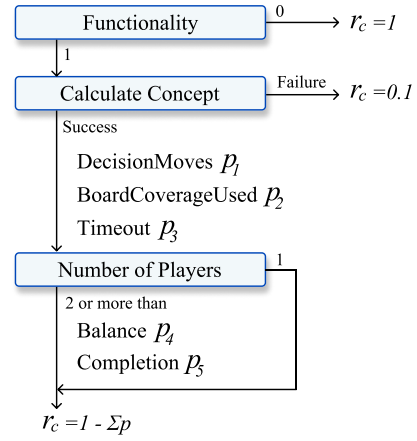 Functionality
0
r_c =1
1
Calculate Concept
Failure
r_c =0.1
Success
DecisionMoves p_1
BoardCoverageUsed p_2
Timeout p_3
Number of Players
1
2 or more than
Balance p_4
Completion p_5
r_c =1 - Σp